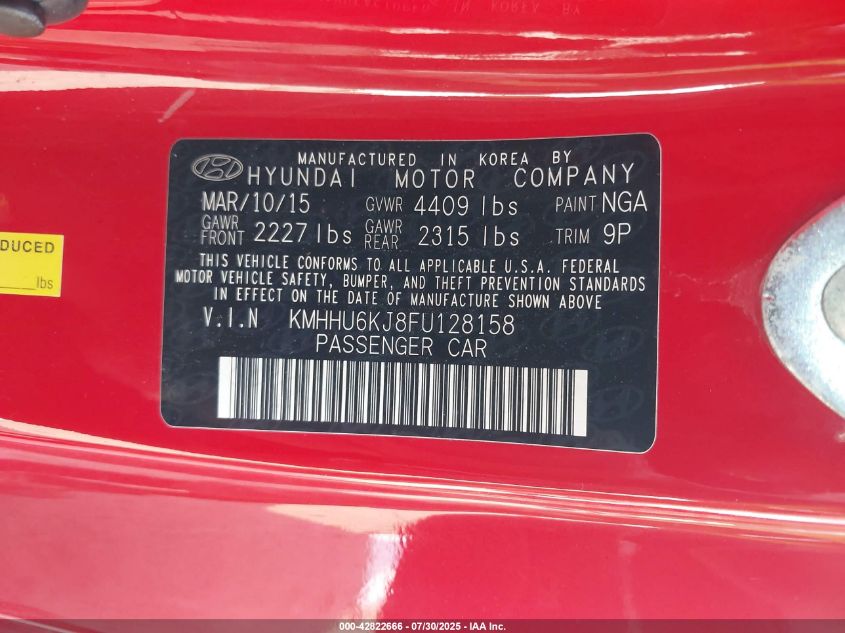 MANUFACTURED IN KOREA BY
HYUNDAI MOTOR COMPANY
MAR/10/15 GVWR 4409 lbs PAINT NGA
GAWR FRONT 2227 lbs GAWR REAR 2315 lbs TRIM 9P
THIS VEHICLE CONFORMS TO ALL APPLICABLE U.S.A. FEDERAL
MOTOR VEHICLE SAFETY, BUMPER, AND THEFT PREVENTION STANDARDS
IN EFFECT ON THE DATE OF MANUFACTURE SHOWN ABOVE.
V.I.N KMHHU6KJ8FU128158
PASSENGER CAR
DUCED
lbs
000-42822666 - 07/30/2025 - IAA Inc.